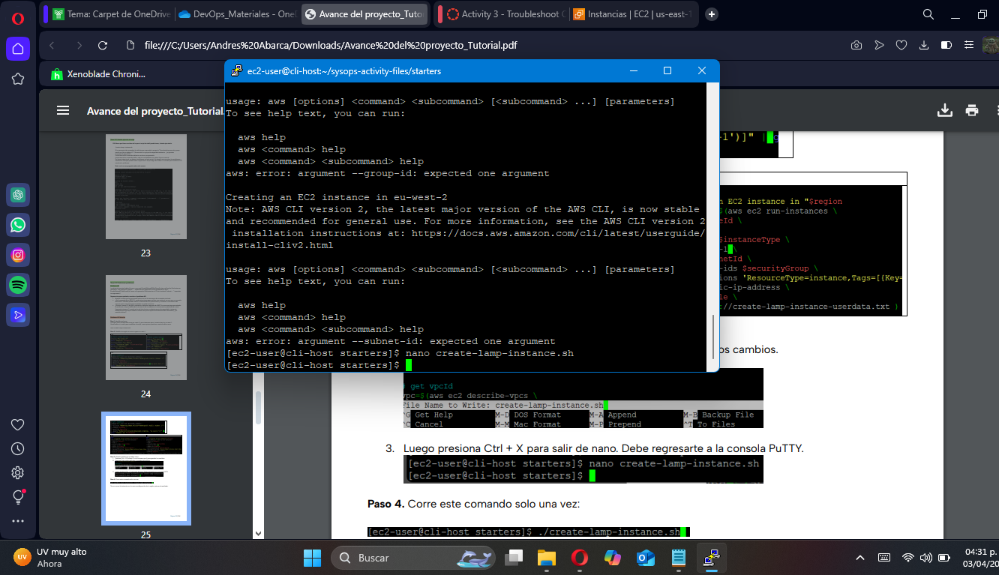 Tema: Carpet de OneDrive
DevOps_Materiales - One
Avance del proyecto_Tuto
Activity 3 - Troubleshoot C
Instancias | EC2 | us-east-1
file:///C:/Users/Andres%20Abarca/Downloads/Avance%20del%20proyecto_Tutorial.pdf
Xenoblade Chroni...
Avance del proyecto_Tutorial.
23
24
25
ec2-user@cli-host:~/sysops-activity-files/starters
usage: aws [options] <command> <subcommand> [<subcommand> ...] [parameters]
To see help text, you can run:
aws help
aws <command> help
aws <command> <subcommand> help
aws: error: argument --group-id: expected one argument
Creating an EC2 instance in eu-west-2
Note: AWS CLI version 2, the latest major version of the AWS CLI, is now stable
and recommended for general use. For more information, see the AWS CLI version 2
installation instructions at: https://docs.aws.amazon.com/cli/latest/userguide/
install-cliv2.html
usage: aws [options] <command> <subcommand> [<subcommand> ...] [parameters]
To see help text, you can run:
aws help
aws <command> help
aws <command> <subcommand> help
aws: error: argument --subnet-id: expected one argument
[ec2-user@cli-host starters]$ nano create-lamp-instance.sh
[ec2-user@cli-host starters]$
-1')]" | g
n EC2 instance in "$region
$(aws ec2 run-instances \
eId \
$instanceType \
-1 \
netId \
-ids $securityGroup \
ions 'ResourceType=instance,Tags=[{Key=
ic-ip-address \
le \
://create-lamp-instance-userdata.txt )
os cambios.
get vpcId
vpc=$(aws ec2 describe-vpcs \
File Name to Write: create-lamp-instance.sh
^G Get Help M-D DOS Format M-A Append M-B Backup File
^C Cancel M-M Mac Format M-P Prepend ^T To Files
3. Luego presiona Ctrl + X para salir de nano. Debe regresarte a la consola PuTTY.
[ec2-user@cli-host starters]$ nano create-lamp-instance.sh
[ec2-user@cli-host starters]$
Paso 4. Corre este comando solo una vez:
[ec2-user@cli-host starters]$ ./create-lamp-instance.sh
UV
UV muy alto
Ahora
Buscar
04:31 p.
03/04/20